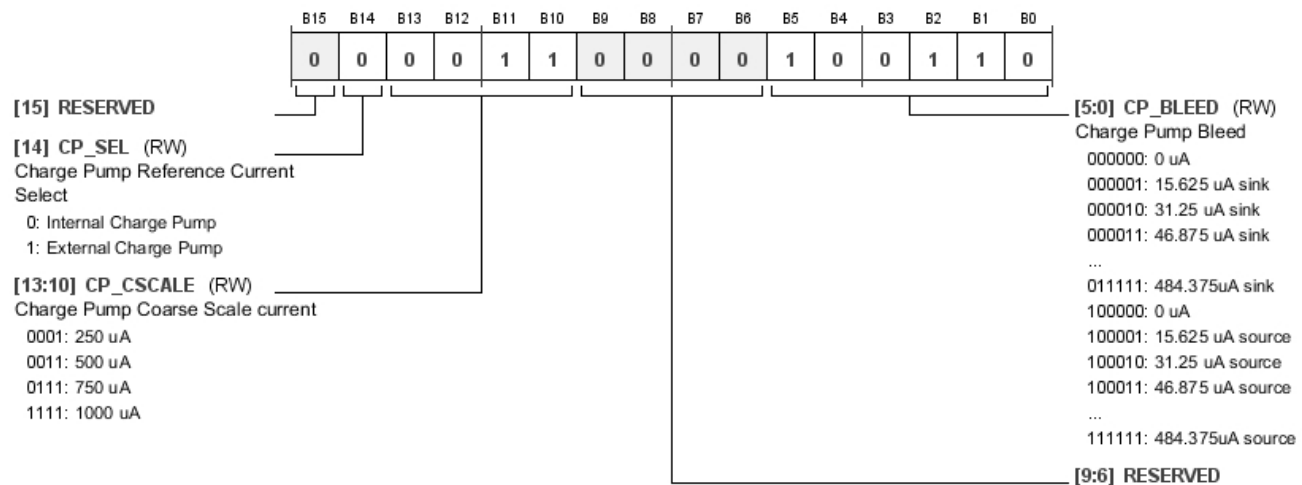 B15 B14 B13 B12 B11 B10 B9 B8 B7 B6 B5 B4 B3 B2 B1 B0
0 0 0 0 1 1 0 0 0 0 1 0 0 1 1 0
[15] RESERVED
[14] CP_SEL (RW)
Charge Pump Reference Current
Select
0: Internal Charge Pump
1: External Charge Pump
[13:10] CP_CSCALE (RW)
Charge Pump Coarse Scale current
0001: 250 uA
0011: 500 uA
0111: 750 uA
1111: 1000 uA
[5:0] CP_BLEED (RW)
Charge Pump Bleed
000000: 0 uA
000001: 15.625 uA sink
000010: 31.25 uA sink
000011: 46.875 uA sink
...
011111: 484.375uA sink
100000: 0 uA
100001: 15.625 uA source
100010: 31.25 uA source
100011: 46.875 uA source
...
111111: 484.375uA source
[9:6] RESERVED